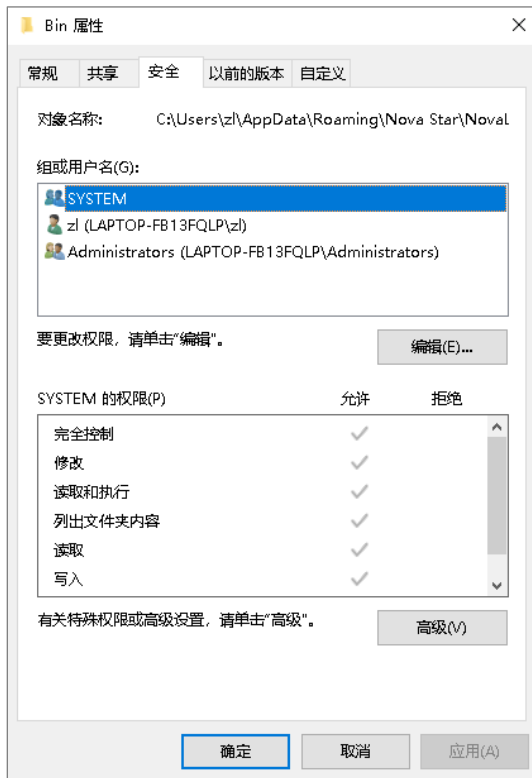 Bin 属性
常规 共享 安全 以前的版本 自定义
对象名称: C:\Users\zl\AppData\Roaming\Nova Star\NovaL
组或用户名(G):
SYSTEM
zl (LAPTOP-FB13FQLP\zl)
Administrators (LAPTOP-FB13FQLP\Administrators)
要更改权限，请单击"编辑"。 编辑(E)...
SYSTEM 的权限(P) 允许 拒绝
完全控制
修改
读取和执行
列出文件夹内容
读取
写入
有关特殊权限或高级设置，请单击"高级"。 高级(V)
确定 取消 应用(A)